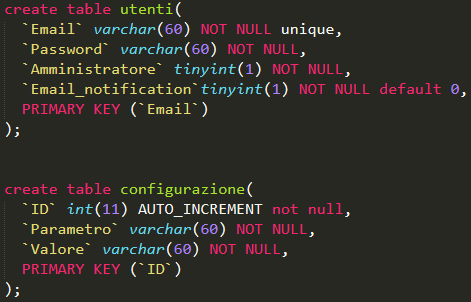 create table utenti(
`Email` varchar(60) NOT NULL unique,
`Password` varchar(60) NOT NULL,
`Amministratore` tinyint(1) NOT NULL,
`Email_notification`tinyint(1) NOT NULL default 0,
PRIMARY KEY (`Email`)
);
create table configurazione(
`ID` int(11) AUTO_INCREMENT not null,
`Parametro` varchar(60) NOT NULL,
`Valore` varchar(60) NOT NULL,
PRIMARY KEY (`ID`)
);